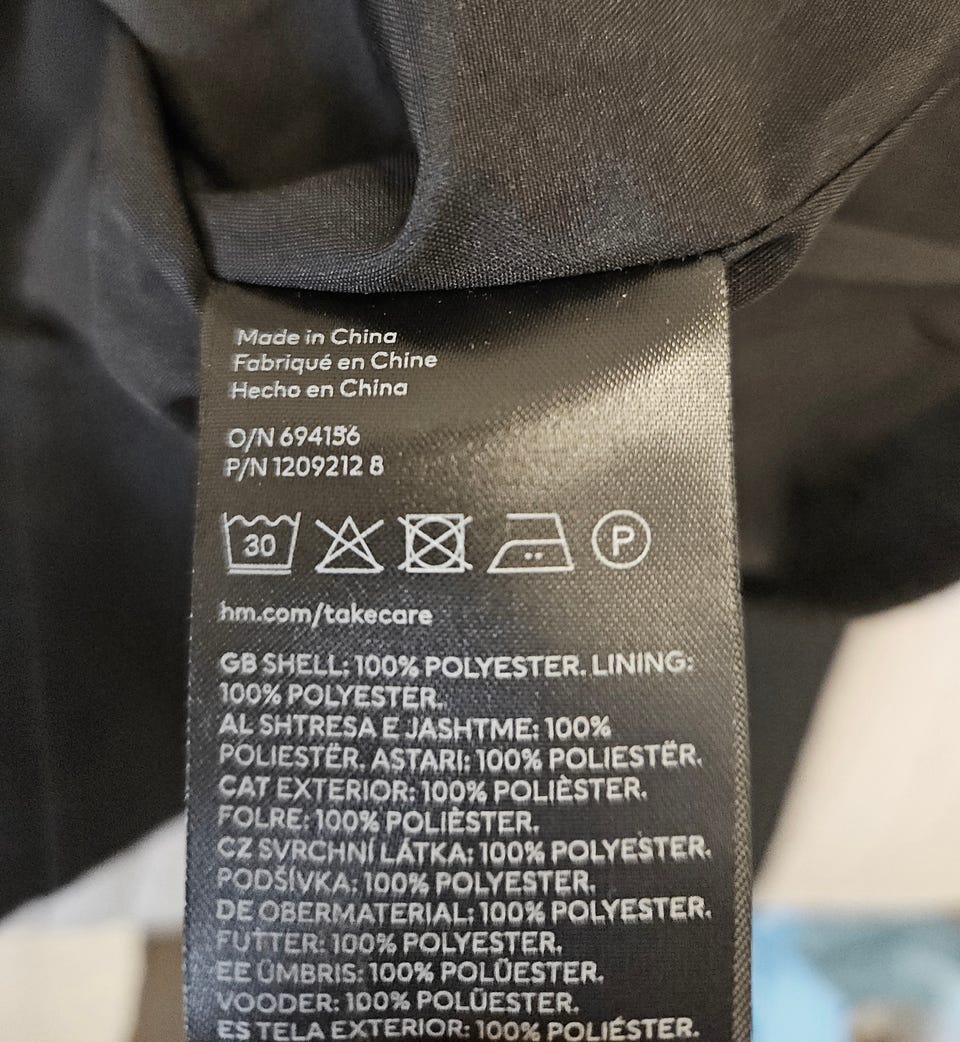 Made in China
Fabriqué en Chine
Hecho en China
O/N 694156
P/N 1209212 8
30 P
hm.com/takecare
GB SHELL: 100% POLYESTER. LINING:
100% POLYESTER.
AL SHTRESA E JASHTME: 100%
POLIESTËR. ASTARI: 100% POLIESTËR.
CAT EXTERIOR: 100% POLIÈSTER.
FOLRE: 100% POLIÈSTER.
CZ SVRCHNÍ LÁTKA: 100% POLYESTER.
PODŠÍVKA: 100% POLYESTER.
DE OBERMATERIAL: 100% POLYESTER.
FUTTER: 100% POLYESTER.
EE ÜMBRIS: 100% POLÜESTER.
VOODER: 100% POLÜESTER.
ES TELA EXTERIOR: 100% POLIÉSTER.